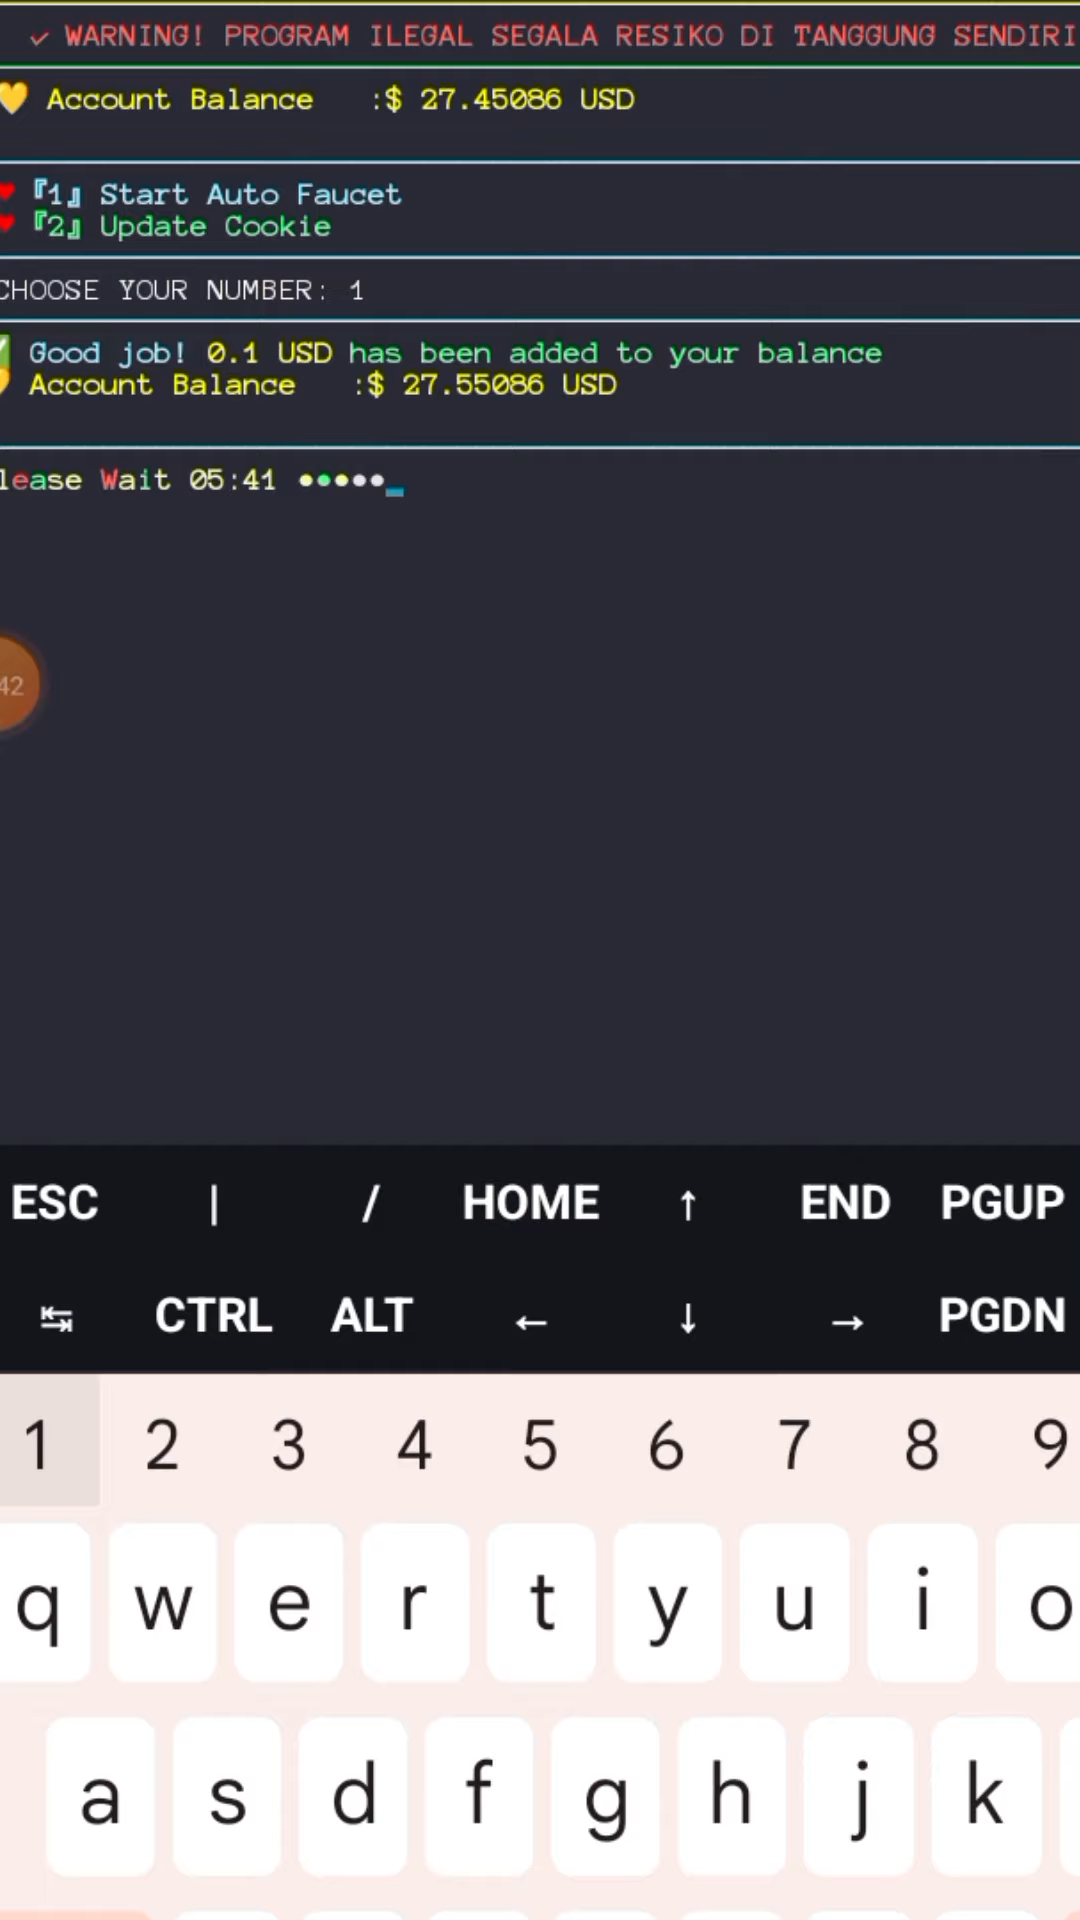 ✓ WARNING! PROGRAM ILEGAL SEGALA RESIKO DI TANGGUNG SENDIRI
💛 Account Balance :$ 27.45086 USD
♥ 『1』 Start Auto Faucet
♥ 『2』 Update Cookie
CHOOSE YOUR NUMBER: 1
✅ Good job! 0.1 USD has been added to your balance
💛 Account Balance :$ 27.55086 USD
lease Wait 05:41 •••••
42
ESC | / HOME ↑ END PGUP
↹ CTRL ALT ← ↓ → PGDN
1 2 3 4 5 6 7 8 9
q w e r t y u i o
a s d f g h j k